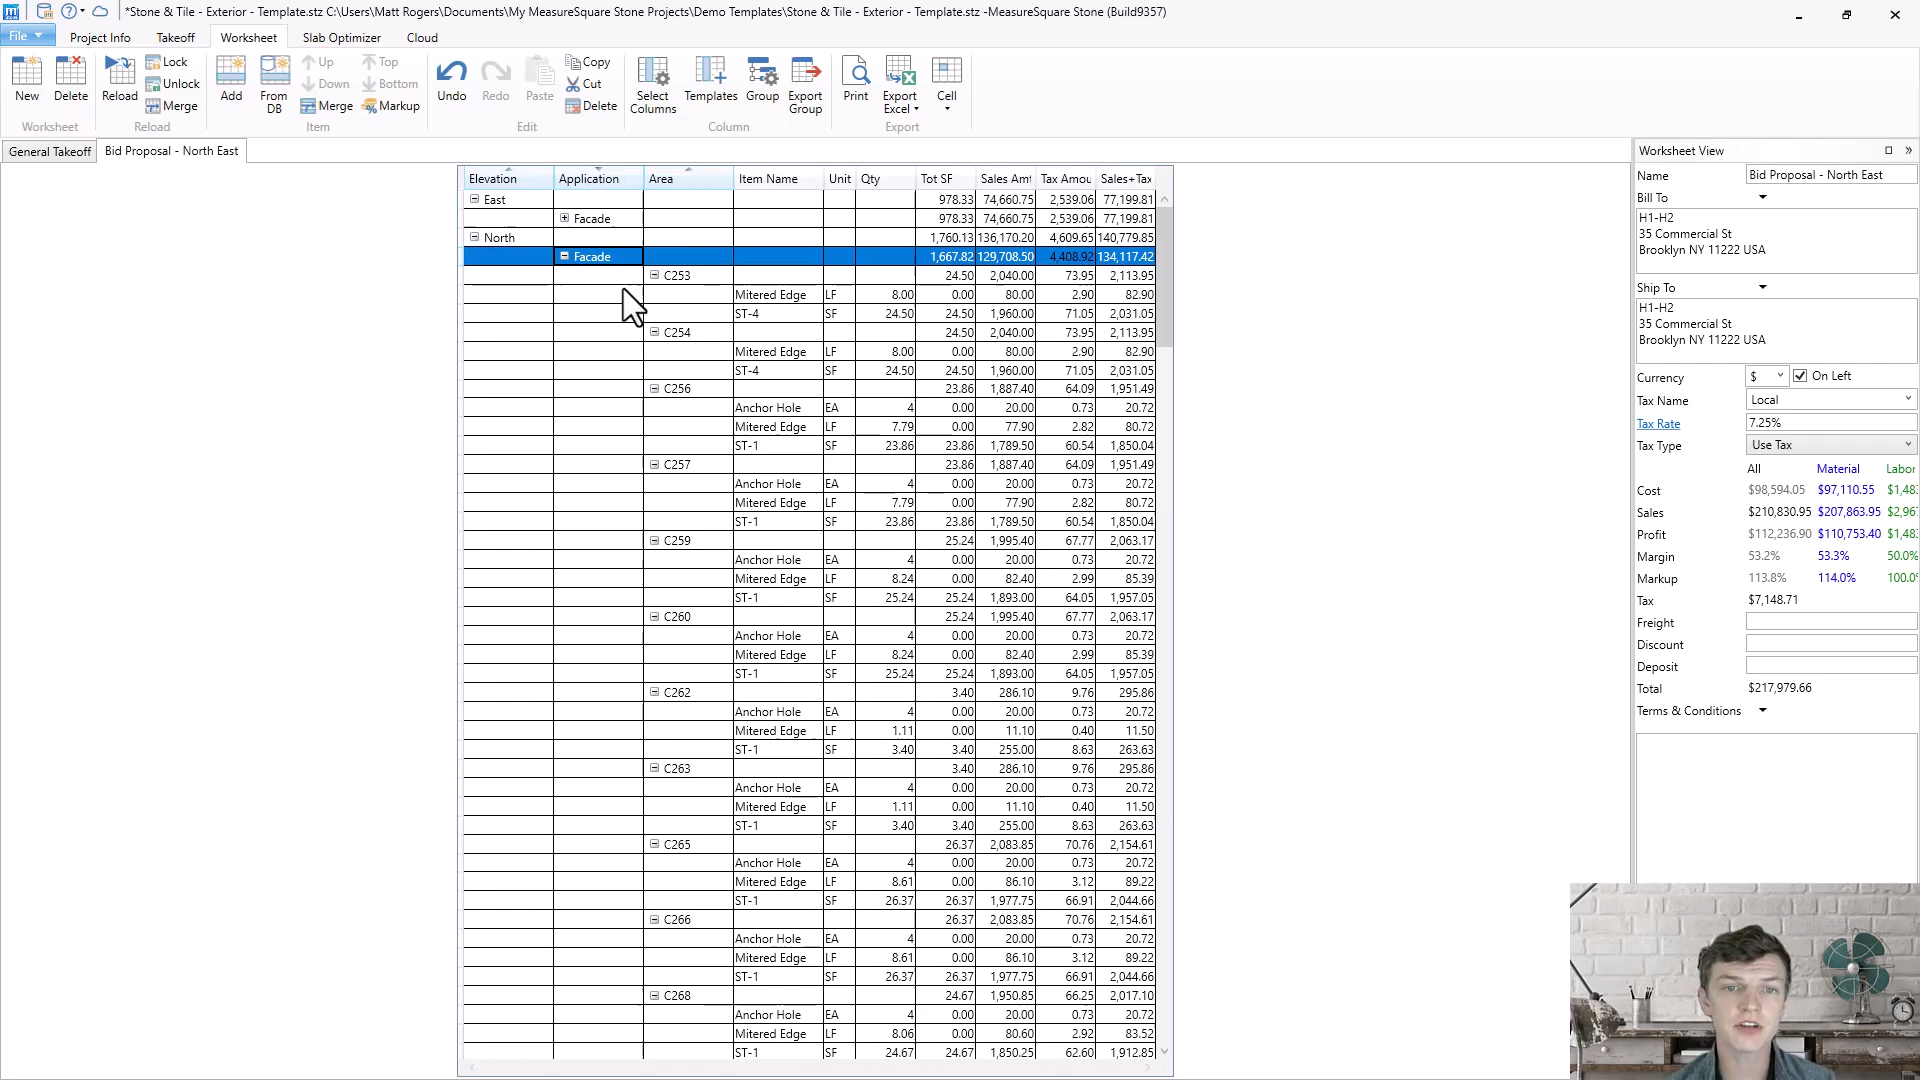 *Stone & Tile - Exterior - Template.stz C:\Users\Matt Rogers\Documents\My MeasureSquare Stone Projects\Demo Templates\Stone & Tile - Exterior - Template.stz -MeasureSquare Stone (Build9357)
File Project Info Takeoff Worksheet Slab Optimizer Cloud
New Delete Reload Lock Unlock Merge Add From DB Up Down Merge Top Bottom Markup Undo Redo Paste Copy Cut Delete Select Columns Templates Group Export Group Print Export Excel Cell
Worksheet Reload Item Edit Column Export
General Takeoff Bid Proposal - North East
Elevation Application Area Item Name Unit Qty Tot SF Sales Amt Tax Amou Sales+Tax
East 978.33 74,660.75 2,539.06 77,199.81
Facade 978.33 74,660.75 2,539.06 77,199.81
North 1,760.13 136,170.20 4,609.65 140,779.85
Facade 1,667.82 129,708.50 4,408.92 134,117.42
C253 24.50 2,040.00 73.95 2,113.95
Mitered Edge LF 8.00 0.00 80.00 2.90 82.90
ST-4 SF 24.50 24.50 1,960.00 71.05 2,031.05
C254 24.50 2,040.00 73.95 2,113.95
Mitered Edge LF 8.00 0.00 80.00 2.90 82.90
ST-4 SF 24.50 24.50 1,960.00 71.05 2,031.05
C256 23.86 1,887.40 64.09 1,951.49
Anchor Hole EA 4 0.00 20.00 0.73 20.72
Mitered Edge LF 7.79 0.00 77.90 2.82 80.72
ST-1 SF 23.86 23.86 1,789.50 60.54 1,850.04
C257 23.86 1,887.40 64.09 1,951.49
Anchor Hole EA 4 0.00 20.00 0.73 20.72
Mitered Edge LF 7.79 0.00 77.90 2.82 80.72
ST-1 SF 23.86 23.86 1,789.50 60.54 1,850.04
C259 25.24 1,995.40 67.77 2,063.17
Anchor Hole EA 4 0.00 20.00 0.73 20.72
Mitered Edge LF 8.24 0.00 82.40 2.99 85.39
ST-1 SF 25.24 25.24 1,893.00 64.05 1,957.05
C260 25.24 1,995.40 67.77 2,063.17
Anchor Hole EA 4 0.00 20.00 0.73 20.72
Mitered Edge LF 8.24 0.00 82.40 2.99 85.39
ST-1 SF 25.24 25.24 1,893.00 64.05 1,957.05
C262 3.40 286.10 9.76 295.86
Anchor Hole EA 4 0.00 20.00 0.73 20.72
Mitered Edge LF 1.11 0.00 11.10 0.40 11.50
ST-1 SF 3.40 3.40 255.00 8.63 263.63
C263 3.40 286.10 9.76 295.86
Anchor Hole EA 4 0.00 20.00 0.73 20.72
Mitered Edge LF 1.11 0.00 11.10 0.40 11.50
ST-1 SF 3.40 3.40 255.00 8.63 263.63
C265 26.37 2,083.85 70.76 2,154.61
Anchor Hole EA 4 0.00 20.00 0.73 20.72
Mitered Edge LF 8.61 0.00 86.10 3.12 89.22
ST-1 SF 26.37 26.37 1,977.75 66.91 2,044.66
C266 26.37 2,083.85 70.76 2,154.61
Anchor Hole EA 4 0.00 20.00 0.73 20.72
Mitered Edge LF 8.61 0.00 86.10 3.12 89.22
ST-1 SF 26.37 26.37 1,977.75 66.91 2,044.66
C268 24.67 1,950.85 66.25 2,017.10
Anchor Hole EA 4 0.00 20.00 0.73 20.72
Mitered Edge LF 8.06 0.00 80.60 2.92 83.52
ST-1 SF 24.67 24.67 1,850.25 62.60 1,912.85
Worksheet View
Name Bid Proposal - North East
Bill To
H1-H2
35 Commercial St
Brooklyn NY 11222 USA
Ship To
H1-H2
35 Commercial St
Brooklyn NY 11222 USA
Currency $ On Left
Tax Name Local
Tax Rate 7.25%
Tax Type Use Tax
All Material Labor
Cost $98,594.05 $97,110.55 $1,48
Sales $210,830.95 $207,863.95 $2,96
Profit $112,236.90 $110,753.40 $1,48
Margin 53.2% 53.3% 50.0%
Markup 113.8% 114.0% 100.0
Tax $7,148.71
Freight
Discount
Deposit
Total $217,979.66
Terms & Conditions